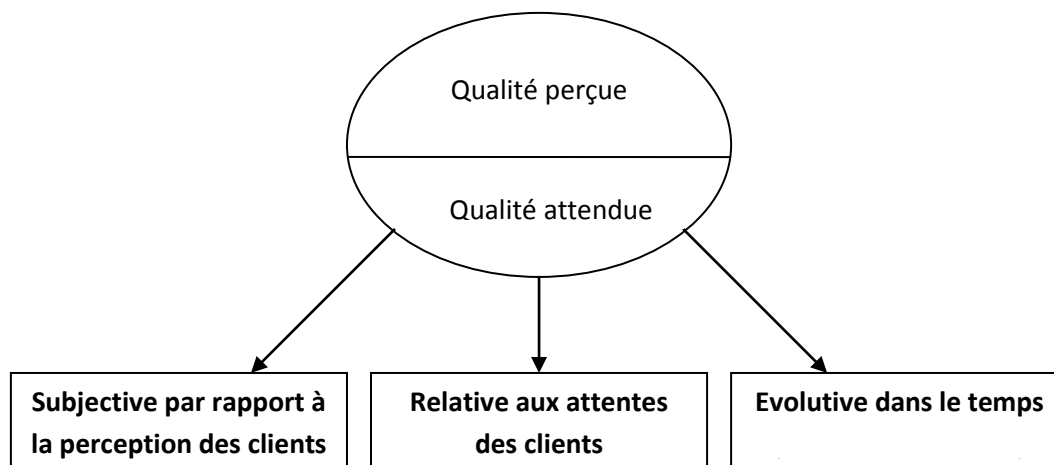 Qualité perçue
Qualité attendue
Subjective par rapport à
la perception des clients
Relative aux attentes
des clients
Evolutive dans le temps